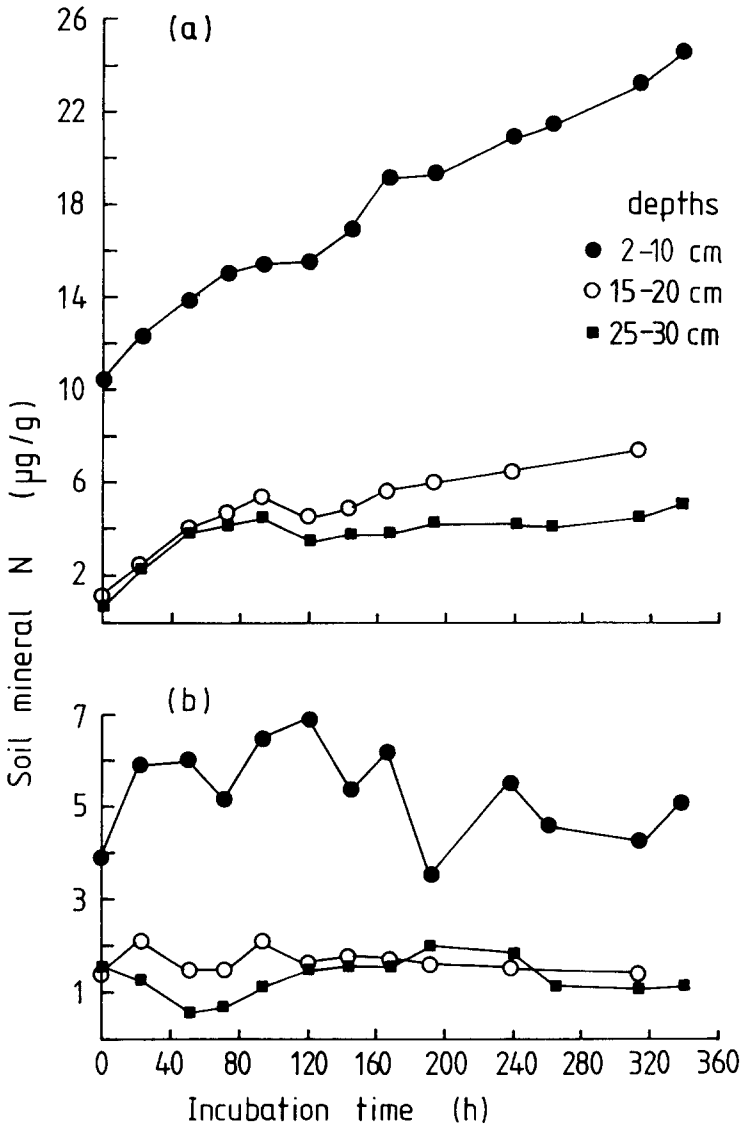 (a)
26
22
18
14
10
6
2
depths
2–10 cm
15–20 cm
25–30 cm
Soil mineral N (µg/g)
(b)
7
5
3
1
0 40 80 120 160 200 240 280 320 360
Incubation time (h)